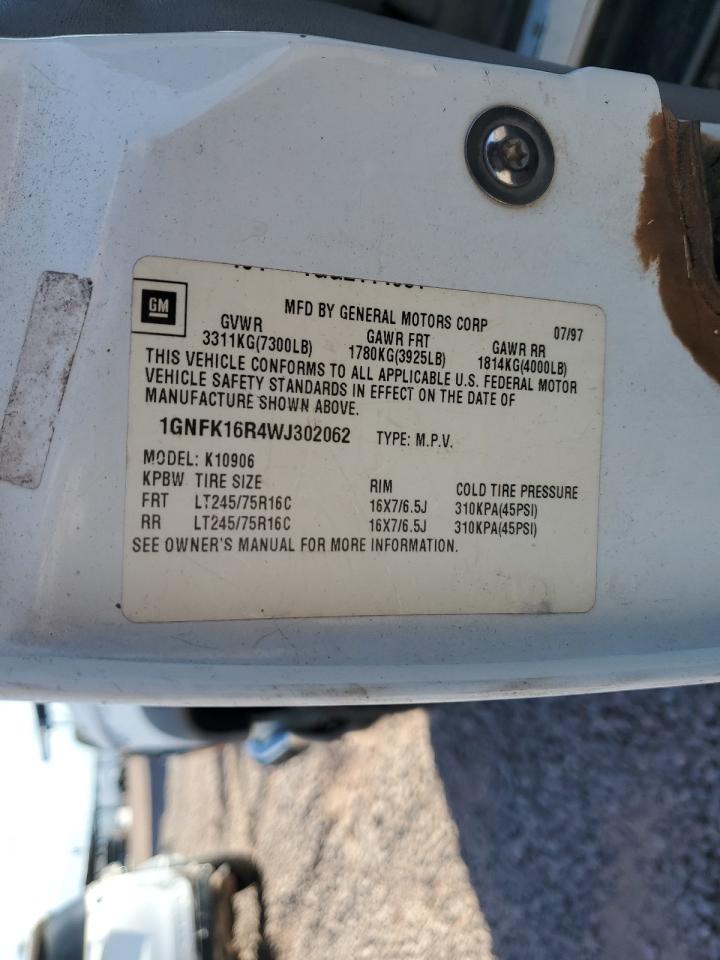 GM
MFD BY GENERAL MOTORS CORP 07/97
GVWR GAWR FRT GAWR RR
3311KG(7300LB) 1780KG(3925LB) 1814KG(4000LB)
THIS VEHICLE CONFORMS TO ALL APPLICABLE U.S. FEDERAL MOTOR
VEHICLE SAFETY STANDARDS IN EFFECT ON THE DATE OF
MANUFACTURE SHOWN ABOVE.
1GNFK16R4WJ302062 TYPE: M.P.V.
MODEL: K10906
KPBW TIRE SIZE RIM COLD TIRE PRESSURE
FRT LT245/75R16C 16X7/6.5J 310KPA(45PSI)
RR LT245/75R16C 16X7/6.5J 310KPA(45PSI)
SEE OWNER'S MANUAL FOR MORE INFORMATION.